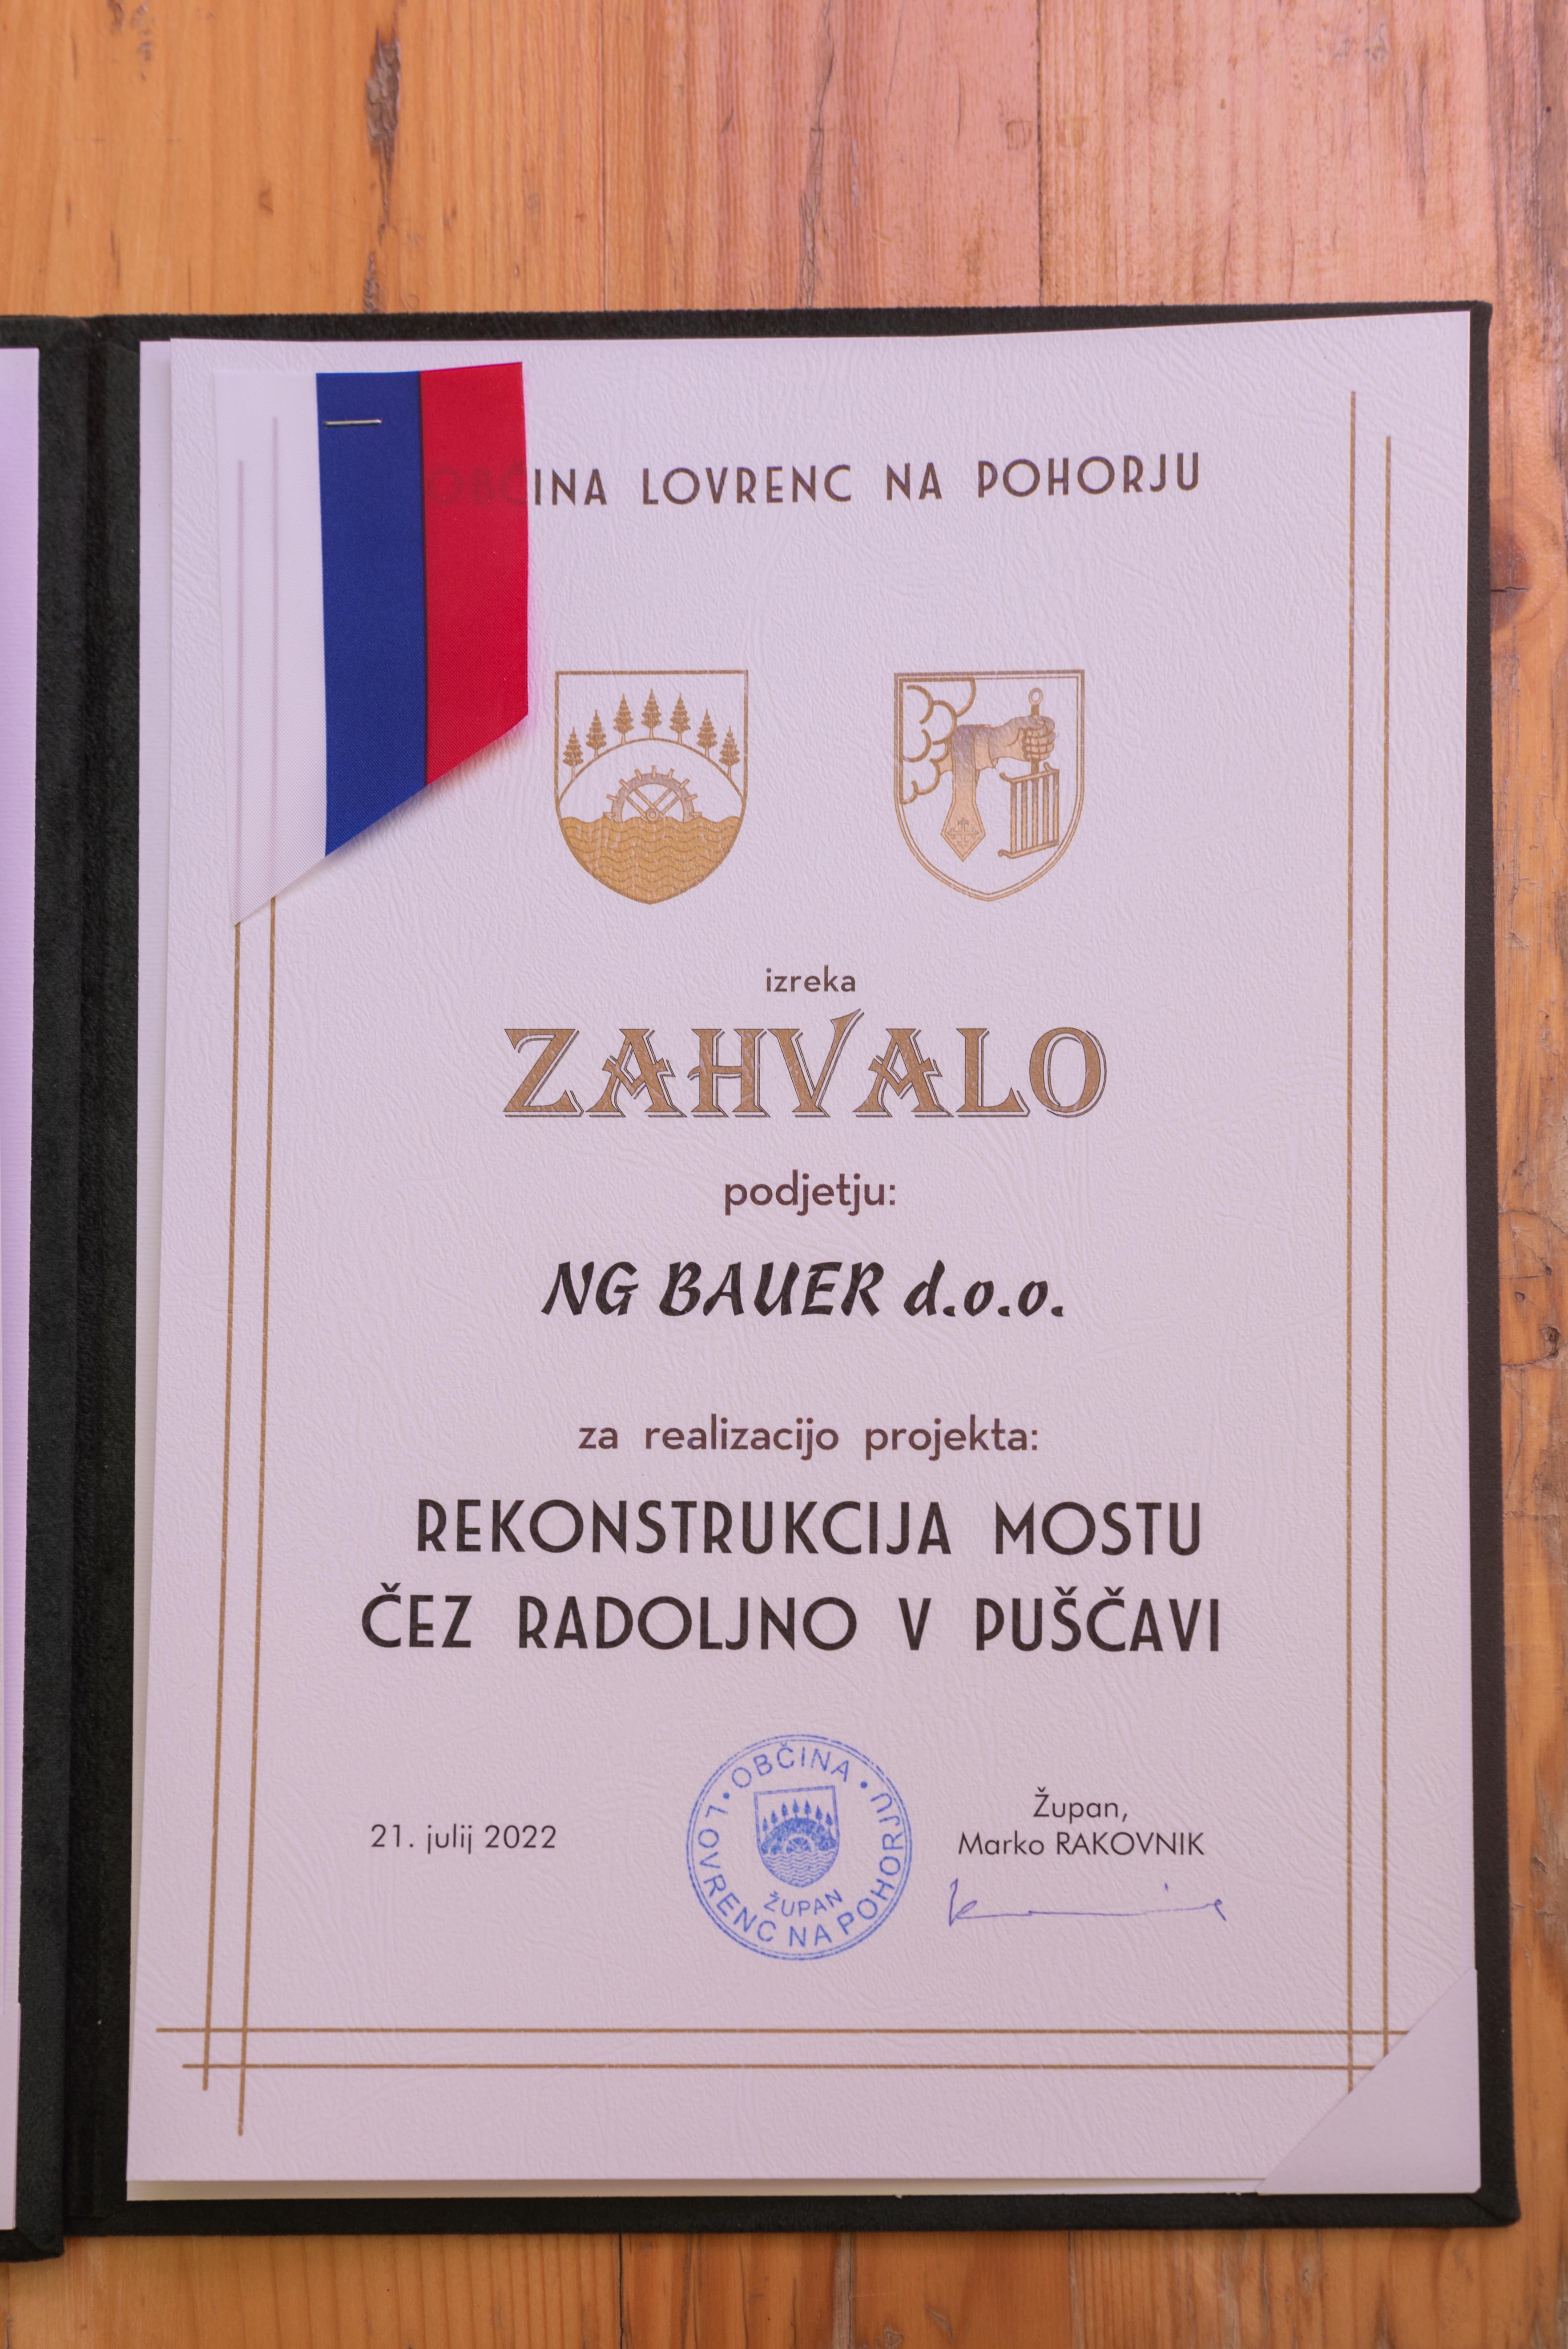 OBČINA LOVRENC NA POHORJU
izreka
ZAHVALO
podjetju:
NG BAUER d.o.o.
za realizacijo projekta:
REKONSTRUKCIJA MOSTU
ČEZ RADOLJNO V PUŠČAVI
21. julij 2022
• OBČINA •
LOVRENC NA POHORJU
ŽUPAN
Župan,
Marko RAKOVNIK